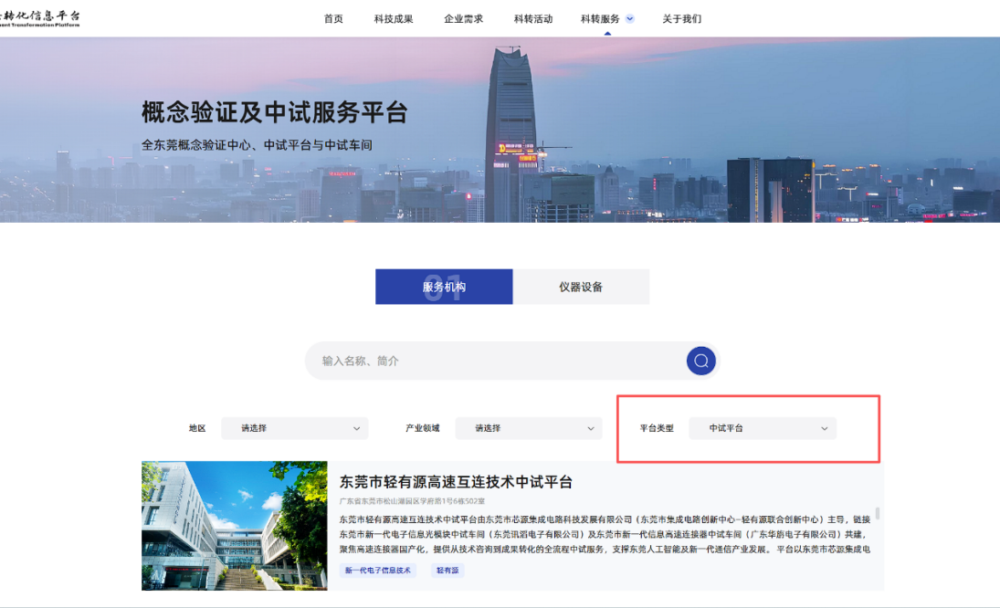 转化信息平台
ment Transformation Platform
首页 科技成果 企业需求 科转活动 科转服务 关于我们
概念验证及中试服务平台
全东莞概念验证中心、中试平台与中试车间
01
服务机构 仪器设备
输入名称、简介
地区 请选择 产业领域 请选择 平台类型 中试平台
东莞市轻有源高速互连技术中试平台
广东省东莞市松山湖园区学府路1号6栋502室
东莞市轻有源高速互连技术中试平台由东莞市芯源集成电路科技发展有限公司（东莞市集成电路创新中心-轻有源联合创新中心）主导，链接
东莞市新一代电子信息光模块中试车间（东莞讯滔电子有限公司）及东莞市新一代信息高速连接器中试车间（广东华旃电子有限公司）共建，
聚焦高速连接器国产化，提供从技术咨询到成果转化的全流程中试服务，支撑东莞人工智能及新一代通信产业发展。 平台以东莞市芯源集成电
新一代电子信息技术 轻有源